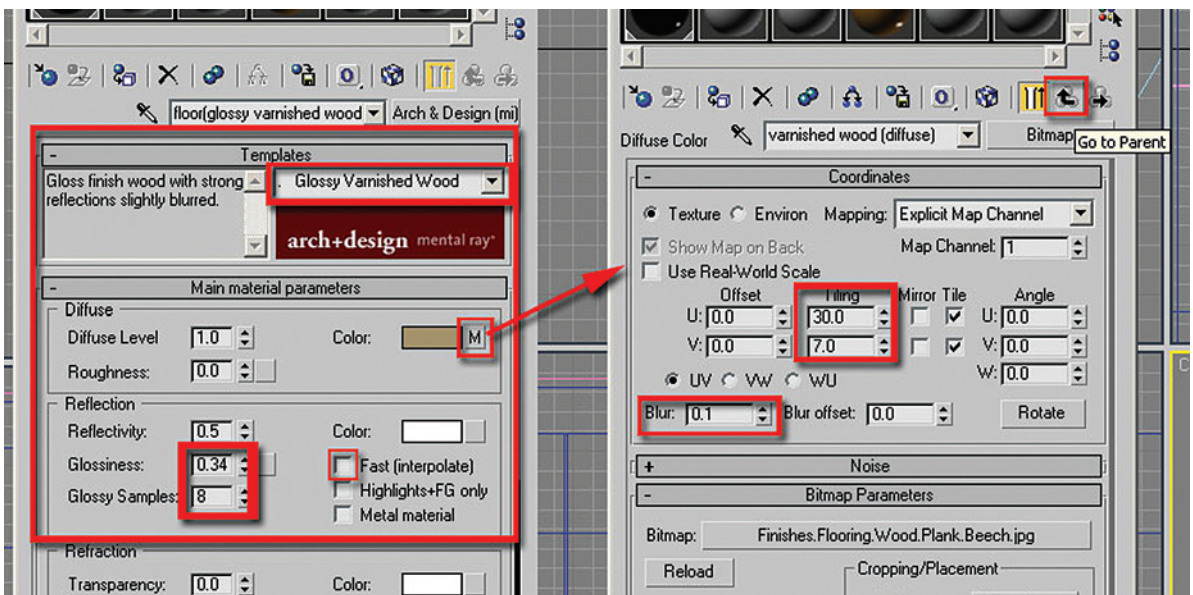 floor(glossy varnished wood
Arch & Design (mi)
- Templates
Gloss finish wood with strong reflections slightly blurred.
. Glossy Varnished Wood
arch+design mental ray*
- Main material parameters
Diffuse
Diffuse Level 1.0 Color: M
Roughness: 0.0
Reflection
Reflectivity: 0.5 Color:
Glossiness: 0.34 Fast (interpolate)
Glossy Samples: 8 Highlights+FG only
Metal material
Refraction
Transparency: 0.0 Color:
Diffuse Color varnished wood (diffuse) Bitmap
Go to Parent
- Coordinates
Texture Environ Mapping: Explicit Map Channel
Show Map on Back Map Channel: 1
Use Real-World Scale
Offset Tiling Mirror Tile Angle
U: 0.0 30.0 U: 0.0
V: 0.0 7.0 V: 0.0
W: 0.0
UV VW WU
Blur: 0.1 Blur offset: 0.0 Rotate
+ Noise
- Bitmap Parameters
Bitmap: Finishes.Flooring.Wood.Plank.Beech.jpg
Reload Cropping/Placement